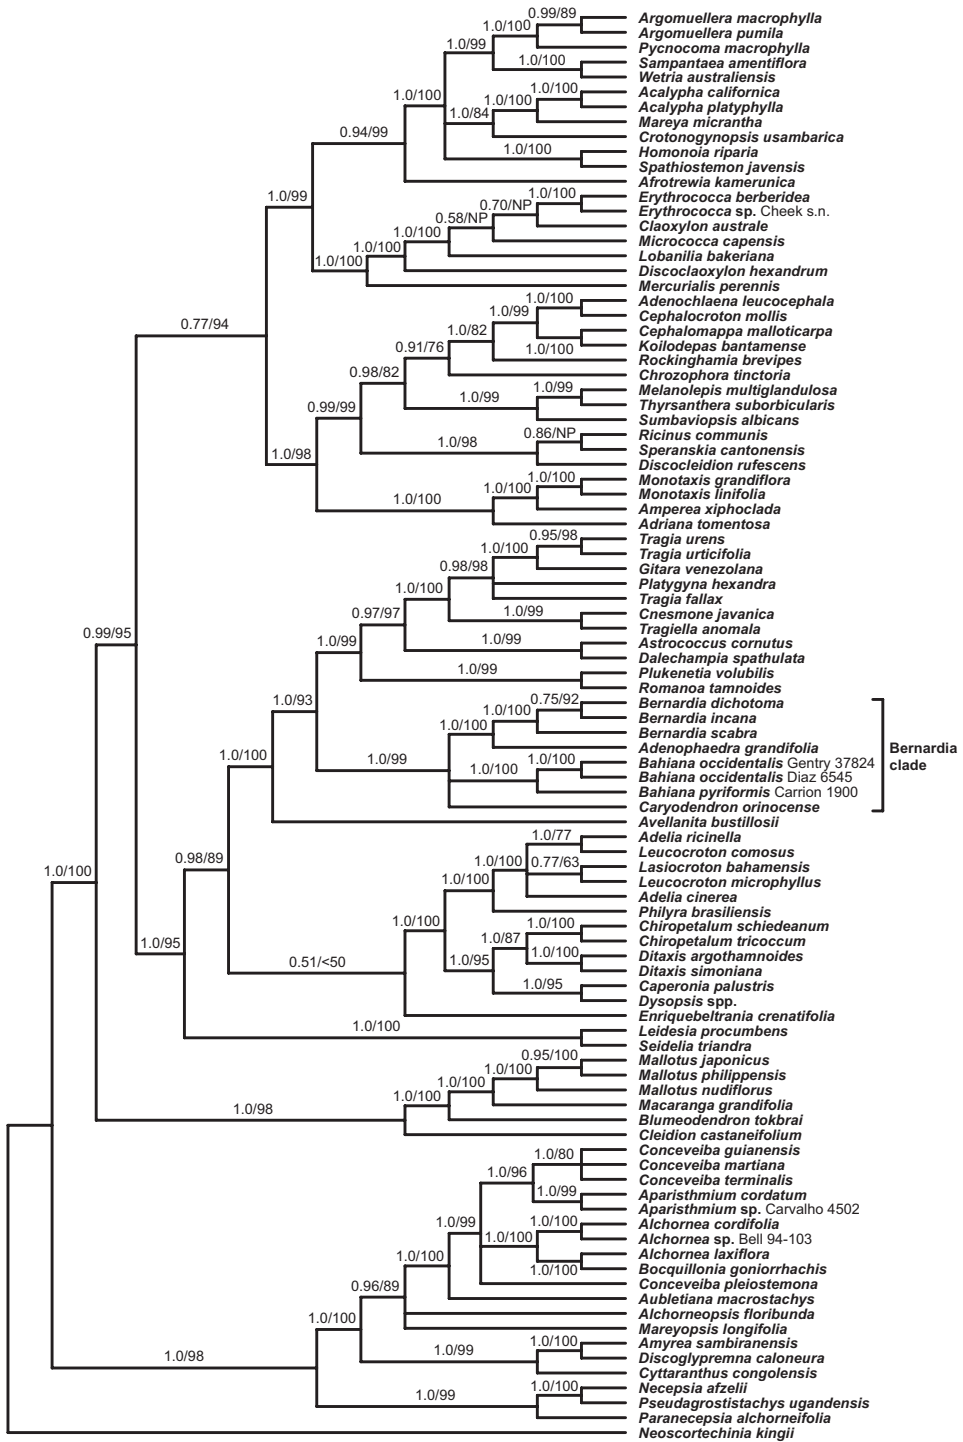 0.99/89
Argomuellera macrophylla
1.0/100
Argomuellera pumila
1.0/99
Pycnocoma macrophylla
1.0/100
Sampantaea amentiflora
Wetria australiensis
1.0/100
1.0/100
Acalypha californica
1.0/100
Acalypha platyphylla
1.0/84
Mareya micrantha
0.94/99
Crotonogynopsis usambarica
1.0/100
Homonoia riparia
Spathiostemon javensis
Afrotrewia kamerunica
1.0/99
1.0/100
Erythrococca berberidea
0.70/NP
Erythrococca sp. Cheek s.n.
0.58/NP
Claoxylon australe
1.0/100
Micrococca capensis
1.0/100
Lobanilia bakeriana
1.0/100
Discoclaoxylon hexandrum
Mercurialis perennis
0.77/94
1.0/100
Adenochlaena leucocephala
1.0/99
Cephalocroton mollis
1.0/82
Cephalomappa malloticarpa
1.0/100
Koilodepas bantamense
0.91/76
Rockinghamia brevipes
0.98/82
Chrozophora tinctoria
1.0/99
Melanolepis multiglandulosa
1.0/99
Thyrsanthera suborbicularis
0.99/99
Sumbaviopsis albicans
0.86/NP
Ricinus communis
1.0/98
Speranskia cantonensis
1.0/98
Discocleidion rufescens
1.0/100
Monotaxis grandiflora
1.0/100
Monotaxis linifolia
1.0/100
Amperea xiphoclada
Adriana tomentosa
0.95/98
Tragia urens
1.0/100
Tragia urticifolia
0.98/98
Gitara venezolana
1.0/100
Platygyna hexandra
Tragia fallax
0.97/97
1.0/99
Cnesmone javanica
Tragiella anomala
0.99/95
1.0/99
1.0/99
Astrococcus cornutus
Dalechampia spathulata
1.0/99
Plukenetia volubilis
Romanoa tamnoides
1.0/93
0.75/92
Bernardia dichotoma
1.0/100
Bernardia incana
1.0/100
Bernardia scabra
Adenophaedra grandifolia
Bernardia
clade
1.0/100
1.0/99
1.0/100
Bahiana occidentalis Gentry 37824
Bahiana occidentalis Diaz 6545
Bahiana pyriformis Carrion 1900
Caryodendron orinocense
Avellanita bustillosii
1.0/77
Adelia ricinella
0.98/89
1.0/100
Leucocroton comosus
1.0/100
0.77/63
Lasiocroton bahamensis
1.0/100
Leucocroton microphyllus
Adelia cinerea
Philyra brasiliensis
1.0/100
1.0/100
Chiropetalum schiedeanum
1.0/87
Chiropetalum tricoccum
1.0/95
1.0/100
Ditaxis argothamnoides
0.51/<50
1.0/95
Ditaxis simoniana
1.0/95
Caperonia palustris
Dysopsis spp.
Enriquebeltrania crenatifolia
1.0/100
Leidesia procumbens
Seidelia triandra
0.95/100
Mallotus japonicus
1.0/100
Mallotus philippensis
1.0/100
Mallotus nudiflorus
1.0/100
Macaranga grandifolia
1.0/98
Blumeodendron tokbrai
Cleidion castaneifolium
1.0/80
Conceveiba guianensis
1.0/96
Conceveiba martiana
Conceveiba terminalis
1.0/99
Aparisthmium cordatum
Aparisthmium sp. Carvalho 4502
1.0/99
1.0/100
Alchornea cordifolia
1.0/100
Alchornea sp. Bell 94-103
1.0/100
Alchornea laxiflora
1.0/100
Bocquillonia goniorrhachis
0.96/89
Conceveiba pleiostemona
Aubletiana macrostachys
1.0/100
Alchorneopsis floribunda
Mareyopsis longifolia
1.0/100
Amyrea sambiranensis
1.0/98
1.0/99
Discoglypremna caloneura
Cyttaranthus congolensis
1.0/100
Necepsia afzelii
1.0/99
Pseudagrostistachys ugandensis
Paranecepsia alchorneifolia
Neoscortechinia kingii